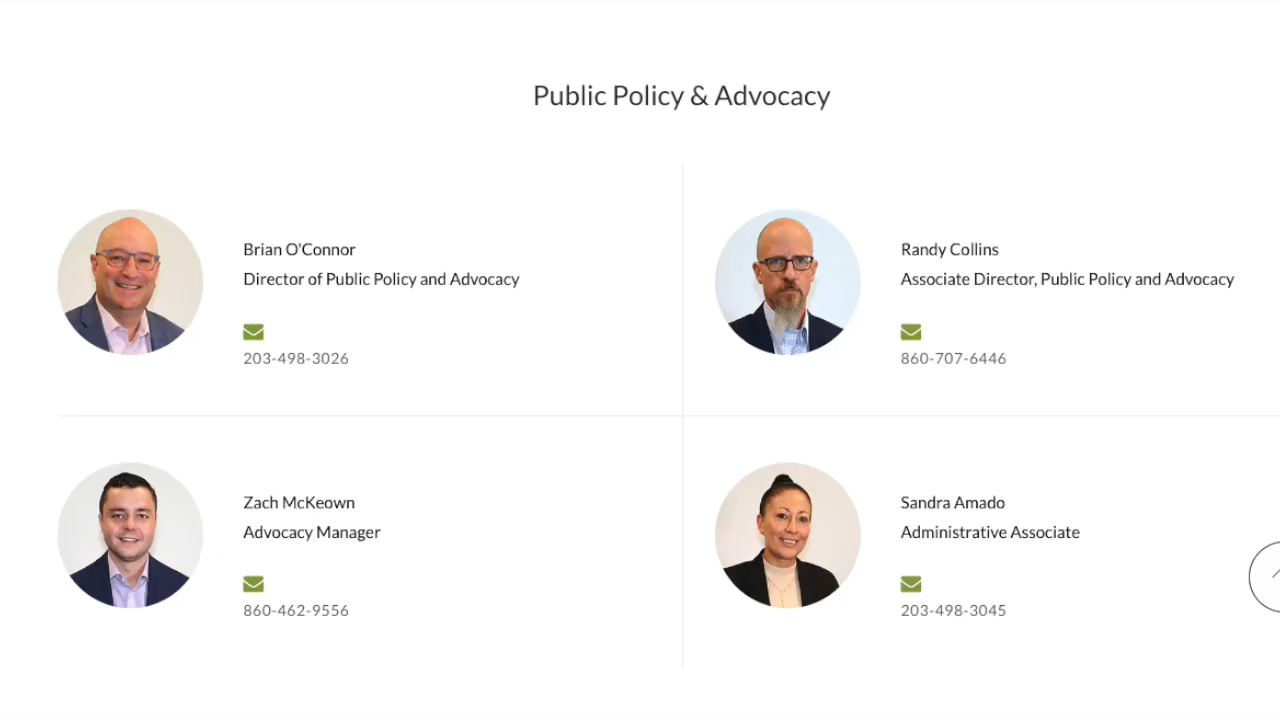 Public Policy & Advocacy
Brian O'Connor
Director of Public Policy and Advocacy
203-498-3026
Randy Collins
Associate Director, Public Policy and Advocacy
860-707-6446
Zach McKeown
Advocacy Manager
860-462-9556
Sandra Amado
Administrative Associate
203-498-3045